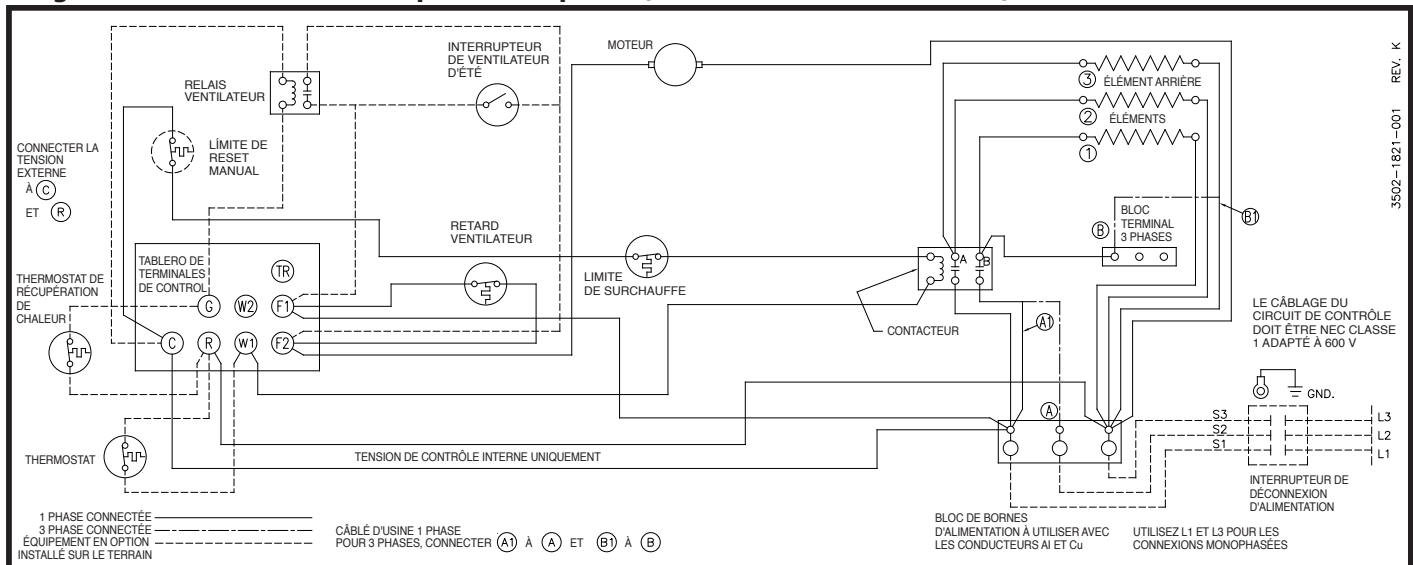 MOTEUR
INTERRUPTEUR
DE VENTILATEUR
D'ÉTÉ
RELAIS
VENTILATEUR
3 ÉLÉMENT ARRIÈRE
2 ÉLÉMENTS
1
3502-1821-001 REV. K
CONNECTER LA
TENSION
EXTERNE
À C
ET R
LÍMITE DE
RESET
MANUAL
RETARD
VENTILATEUR
LIMITE
DE SURCHAUFFE
A
B
CONTACTEUR
B
BLOC
TERMINAL
3 PHASES
B1
A1
TABLERO DE
TERMINALES
DE CONTROL
TR
G W2 F1
C R W1 F2
THERMOSTAT DE
RÉCUPÉRATION
DE
CHALEUR
LE CÂBLAGE DU
CIRCUIT DE CONTRÔLE
DOIT ÊTRE NEC CLASSE
1 ADAPTÉ À 600 V
GND.
A
S3
S2
S1
L3
L2
L1
THERMOSTAT
TENSION DE CONTRÔLE INTERNE UNIQUEMENT
INTERRUPTEUR DE
DÉCONNEXION
D'ALIMENTATION
1 PHASE CONNECTÉE
3 PHASE CONNECTÉE
ÉQUIPEMENT EN OPTION
INSTALLÉ SUR LE TERRAIN
CÂBLÉ D'USINE 1 PHASE
POUR 3 PHASES, CONNECTER A1 À A ET B1 À B
BLOC DE BORNES
D'ALIMENTATION À UTILISER AVEC
LES CONDUCTEURS Al ET Cu
UTILISEZ L1 ET L3 POUR LES
CONNEXIONS MONOPHASÉES